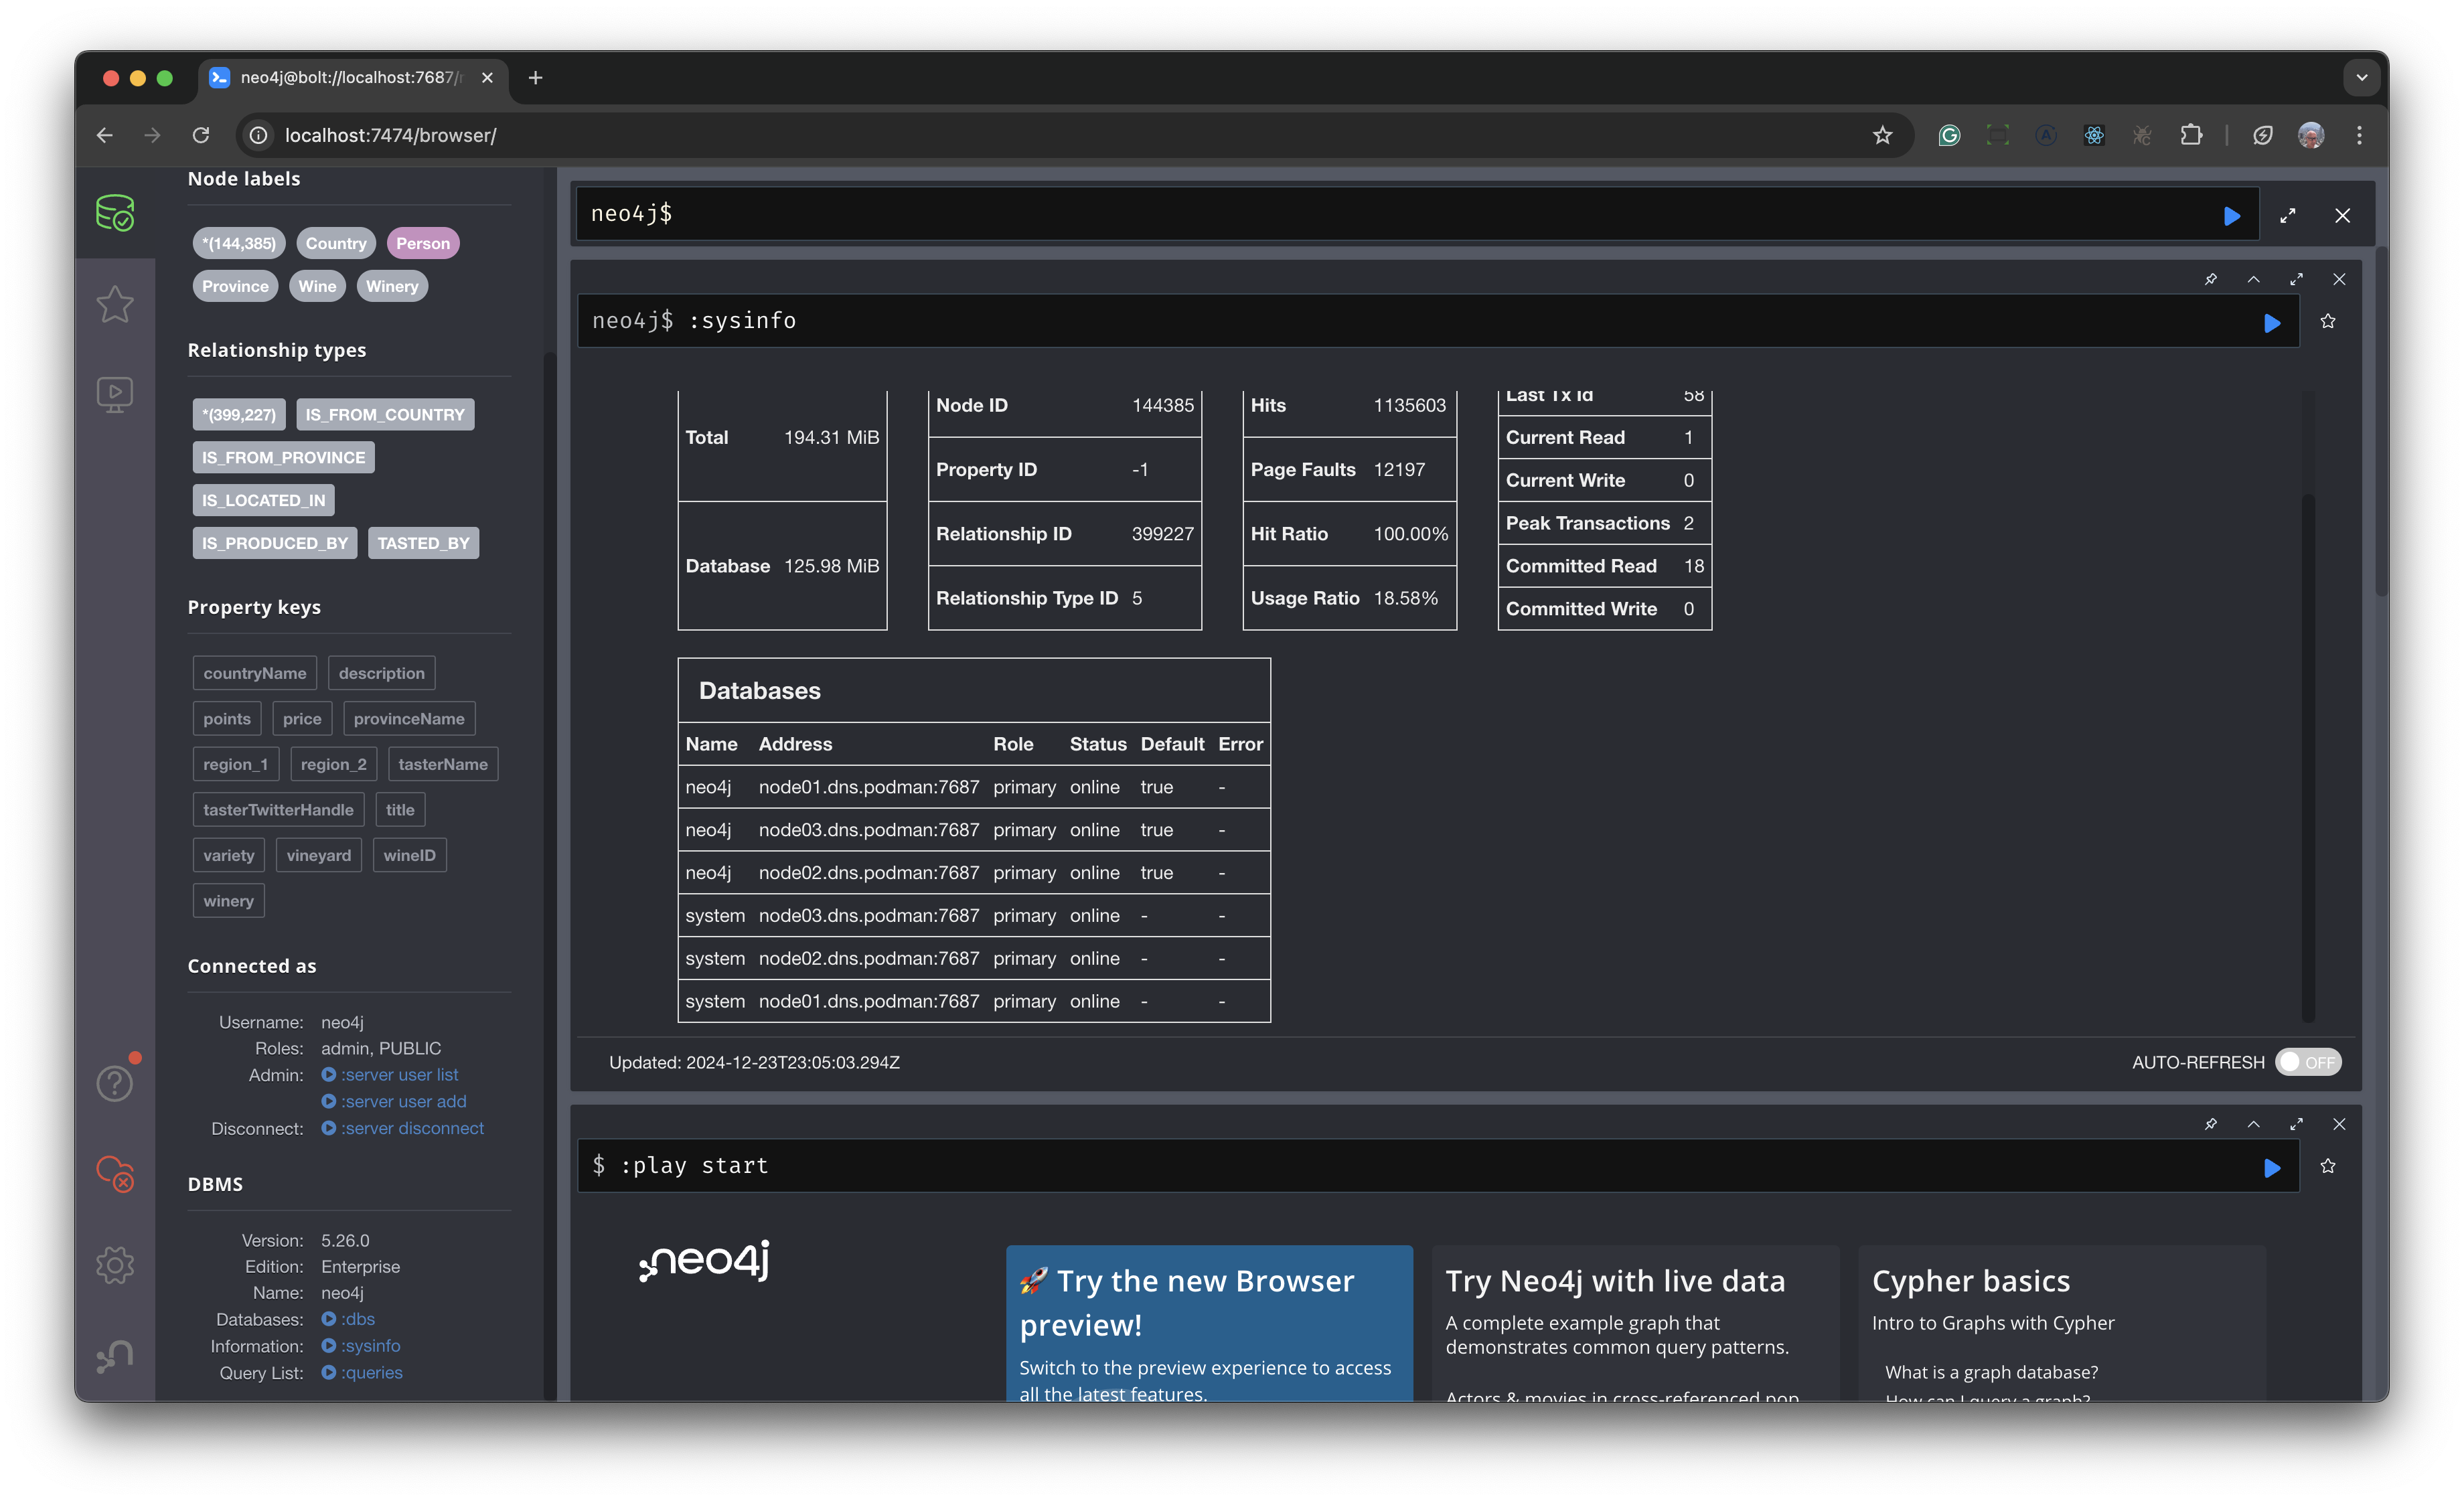 neo4j@bolt://localhost:7687/
localhost:7474/browser/
Node labels
*(144,385) Country Person
Province Wine Winery
Relationship types
*(399,227) IS_FROM_COUNTRY
IS_FROM_PROVINCE
IS_LOCATED_IN
IS_PRODUCED_BY TASTED_BY
Property keys
countryName description
points price provinceName
region_1 region_2 tasterName
tasterTwitterHandle title
variety vineyard wineID
winery
Connected as
Username: neo4j
Roles: admin, PUBLIC
Admin: :server user list
:server user add
Disconnect: :server disconnect
DBMS
Version: 5.26.0
Edition: Enterprise
Name: neo4j
Databases: :dbs
Information: :sysinfo
Query List: :queries
neo4j$
neo4j$ :sysinfo
Total 194.31 MiB
Database 125.98 MiB
Node ID 144385
Property ID -1
Relationship ID 399227
Relationship Type ID 5
Hits 1135603
Page Faults 12197
Hit Ratio 100.00%
Usage Ratio 18.58%
Last Tx Id 58
Current Read 1
Current Write 0
Peak Transactions 2
Committed Read 18
Committed Write 0
Databases
Name Address Role Status Default Error
neo4j node01.dns.podman:7687 primary online true -
neo4j node03.dns.podman:7687 primary online true -
neo4j node02.dns.podman:7687 primary online true -
system node03.dns.podman:7687 primary online - -
system node02.dns.podman:7687 primary online - -
system node01.dns.podman:7687 primary online - -
Updated: 2024-12-23T23:05:03.294Z
AUTO-REFRESH OFF
$ :play start
neo4j
🚀 Try the new Browser
preview!
Switch to the preview experience to access
all the latest features.
Try Neo4j with live data
A complete example graph that
demonstrates common query patterns.
Actors & movies in cross-referenced pop
Cypher basics
Intro to Graphs with Cypher
What is a graph database?
How can I query a graph?